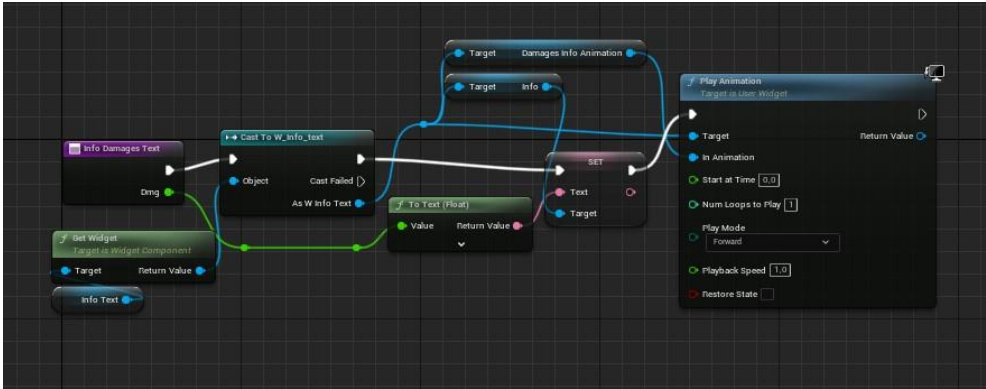 Target Damages Info Animation
Target Info
f Play Animation
Target is User Widget
Target Return Value
In Animation
Start at Time 0,0
Num Loops to Play 1
Play Mode
Forward
Playback Speed 1,0
Restore State
Info Damages Text
Dmg
Cast To W_Info_text
Object Cast Failed
As W Info Text
SET
Text
Target
f To Text (Float)
Value Return Value
f Get Widget
Target is Widget Component
Target Return Value
Info Text